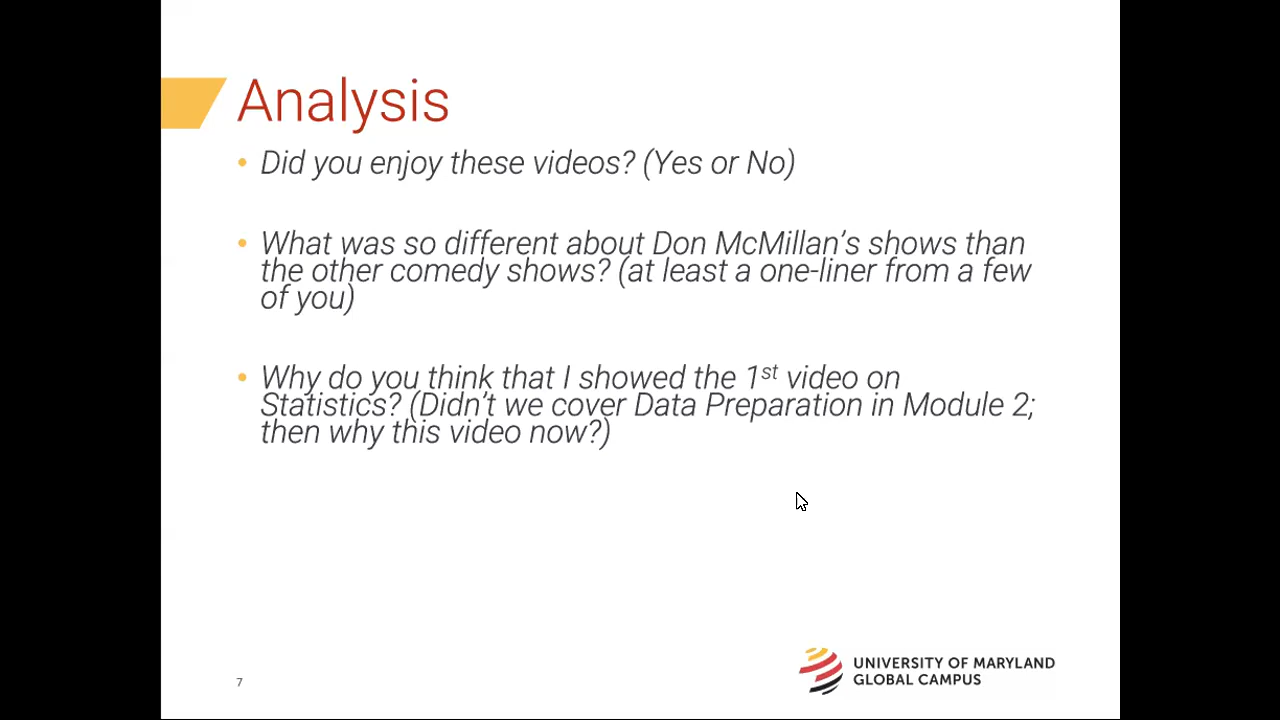 Analysis
• Did you enjoy these videos? (Yes or No)
• What was so different about Don McMillan’s shows than
the other comedy shows? (at least a one-liner from a few
of you)
• Why do you think that I showed the 1st video on
Statistics? (Didn’t we cover Data Preparation in Module 2;
then why this video now?)
7
UNIVERSITY OF MARYLAND
GLOBAL CAMPUS